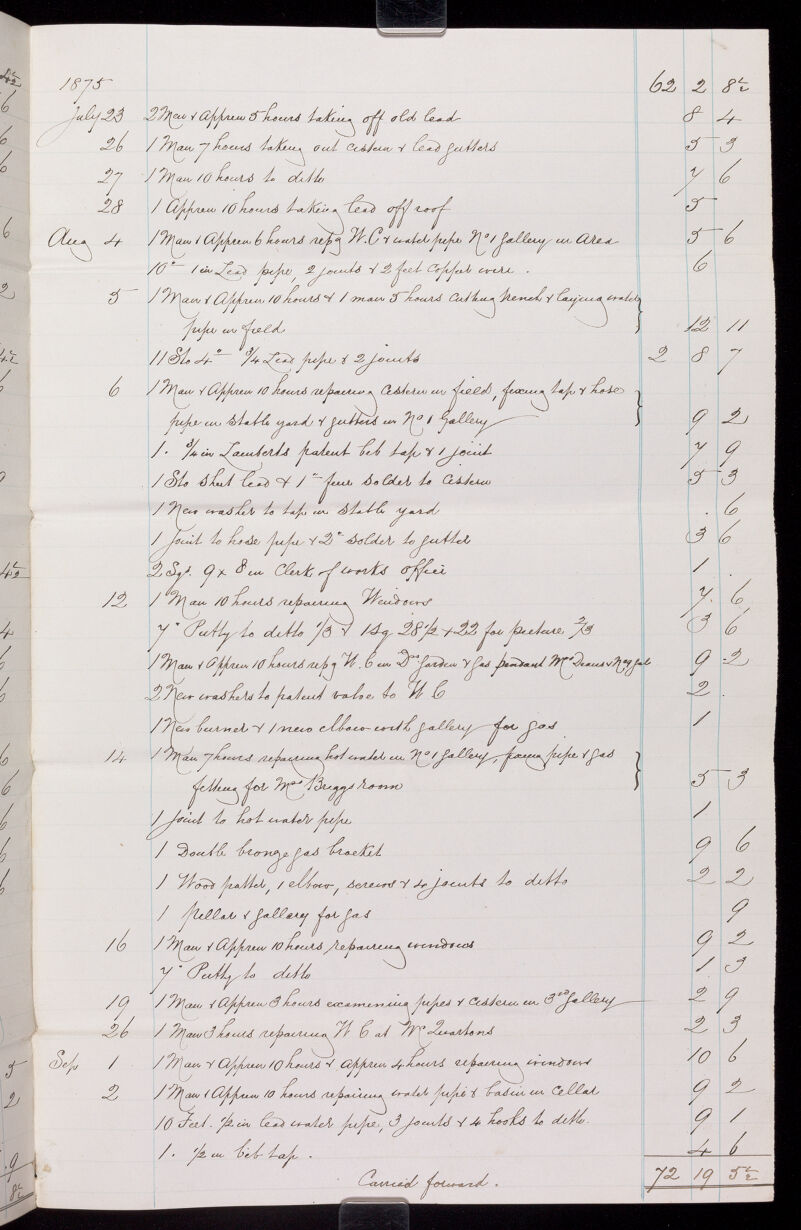 1875 62 2 8½
July 23 2 Men & Appren 5 hours taking off old lead 8 4
26 1 Man 7 hours taking out cistern & lead gutters 5 3
27 1 Man 10 hours to ditto 7 6
28 1 Appren 10 hours taking lead off roof 5
Aug 4 1 Man & Appren 6 hours repg W.C & water pipe No 1 Gallery in Area 5 6
10" 1 in Lead pipe, 2 joints & 2 feet Copper wire. 6
5 1 Man & Appren 10 hours & 1 man 5 hours cutting trench & laying water
pipe in field 12 11
11 Sto 4" ¾ Lead pipe & 2 joints 2 8 7
6 1 Man & Appren 10 hours repairing Cistern in field, fixing tap & hose
pipe in stable yard & gutters in No 1 Gallery 9 2
1. ¾ in Lamberts patent bib tap & 1 joint 7 9
1 Sto sheet lead & 1" fine solder to cistern 5 3
1 New washer to tap in stable yard . 6
1 Joint to hose pipe & 2" solder to gutter 3 6
2 Sqs. 9 x 8 in Clerk of works office 1 .
12 1 Man 10 hours repairing Windows 7. 6
7" Putty to ditto 1/3 & 1 Sq 28 ½ x 22 for picture 2/3 3 6
1 Man & Appren 10 hours repg W.C in Drs Garden & Gas pendant Mrs Deans & No 4 Gal 9 2
2 New washers to patent valve to W C 2 .
1 New burner & 1 new elbow with gallery for gas 1
14 1 Man 7 hours repairing hot water in No 1 gallery, fixing pipe & gas
fitting for Mrs Briggs room 5 3
1 Joint to hot water pipe 1
1 Double bronze gas bracket 9 6
1 Wood patter, 1 elbow, screws & 4 joints to ditto 2 2
1 pillar & gallery for gas 9
16 1 Man & Appren 10 hours repairing windows 9 2
7" Putty to ditto 1 3
19 1 Man & Appren 3 hours examining pipes & cistern in 3rd Gallery 2 9
26 1 Man 3 hours repairing W C at Mr Quartons 2 3
Sep 1 1 Man & Appren 10 hours & appren 4 hours repairing windows 10 6
2 1 Man & Appren 10 hours repairing water pipe & basin in Cellar 9 2
10 Feet. ½ in lead water pipe, 3 joints & 4 hooks to ditto. 9 1
1. ½ in bib tap. 4 6
Carried forward. 72 19 5½